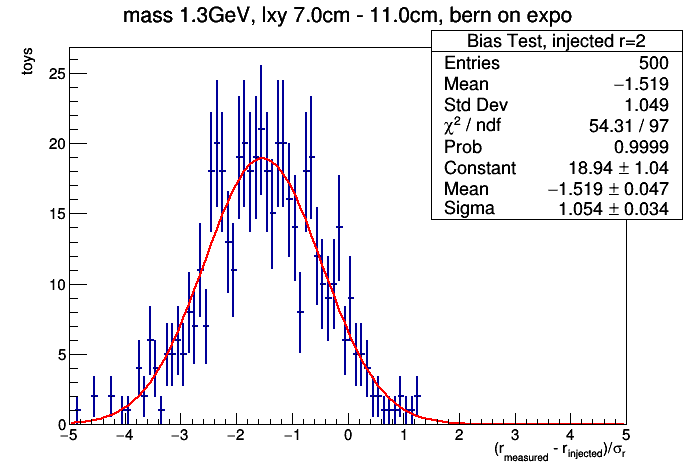 mass 1.3GeV, lxy 7.0cm - 11.0cm, bern on expo
Bias Test, injected r=2
Entries 500
Mean −1.519
Std Dev 1.049
χ² / ndf 54.31 / 97
Prob 0.9999
Constant 18.94 ± 1.04
Mean −1.519 ± 0.047
Sigma 1.054 ± 0.034
toys
25
20
15
10
5
0
−5 −4 −3 −2 −1 0 1 2 3 4 5
(r_measured - r_injected)/σ_r